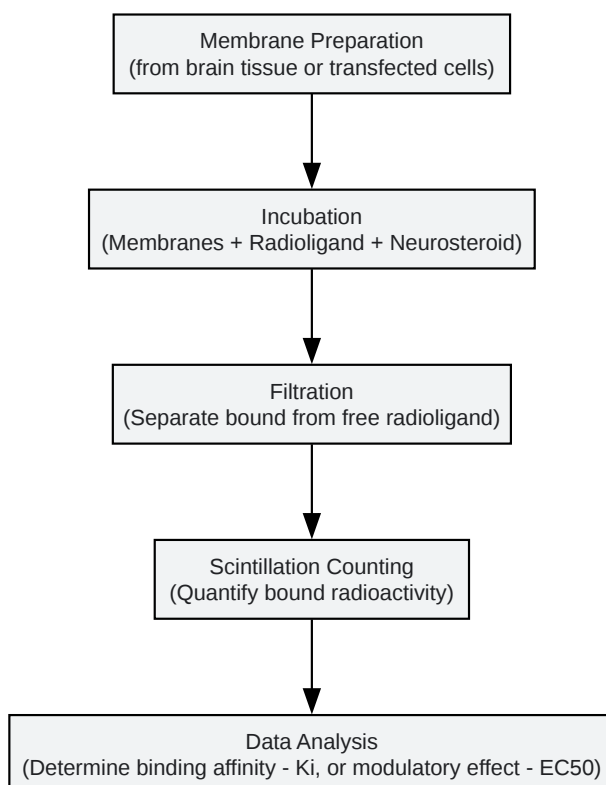 Membrane Preparation
(from brain tissue or transfected cells)
Incubation
(Membranes + Radioligand + Neurosteroid)
Filtration
(Separate bound from free radioligand)
Scintillation Counting
(Quantify bound radioactivity)
Data Analysis
(Determine binding affinity - Ki, or modulatory effect - EC50)